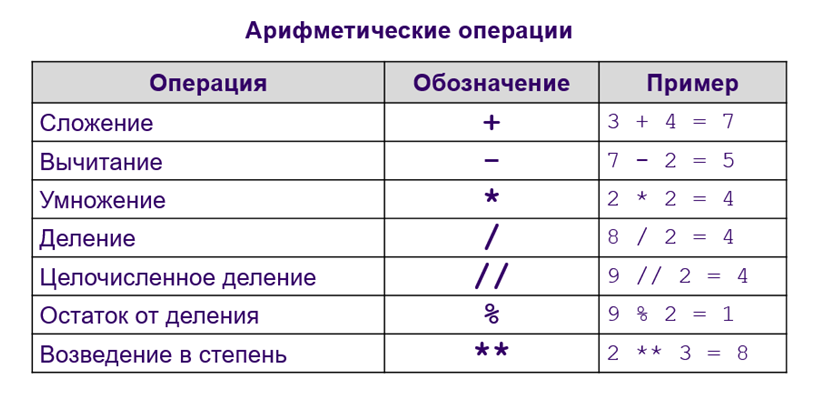 Арифметические операции
Операция Обозначение Пример
Сложение + 3 + 4 = 7
Вычитание - 7 - 2 = 5
Умножение * 2 * 2 = 4
Деление / 8 / 2 = 4
Целочисленное деление // 9 // 2 = 4
Остаток от деления % 9 % 2 = 1
Возведение в степень ** 2 ** 3 = 8